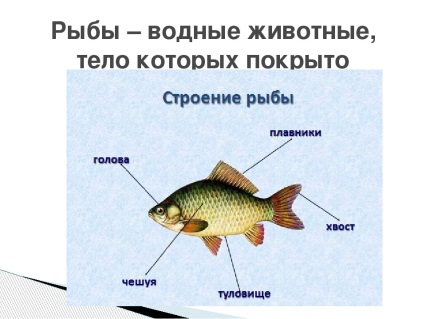 Рыбы – водные животные,
тело которых покрыто
Строение рыбы
плавники
голова
хвост
чешуя
туловище